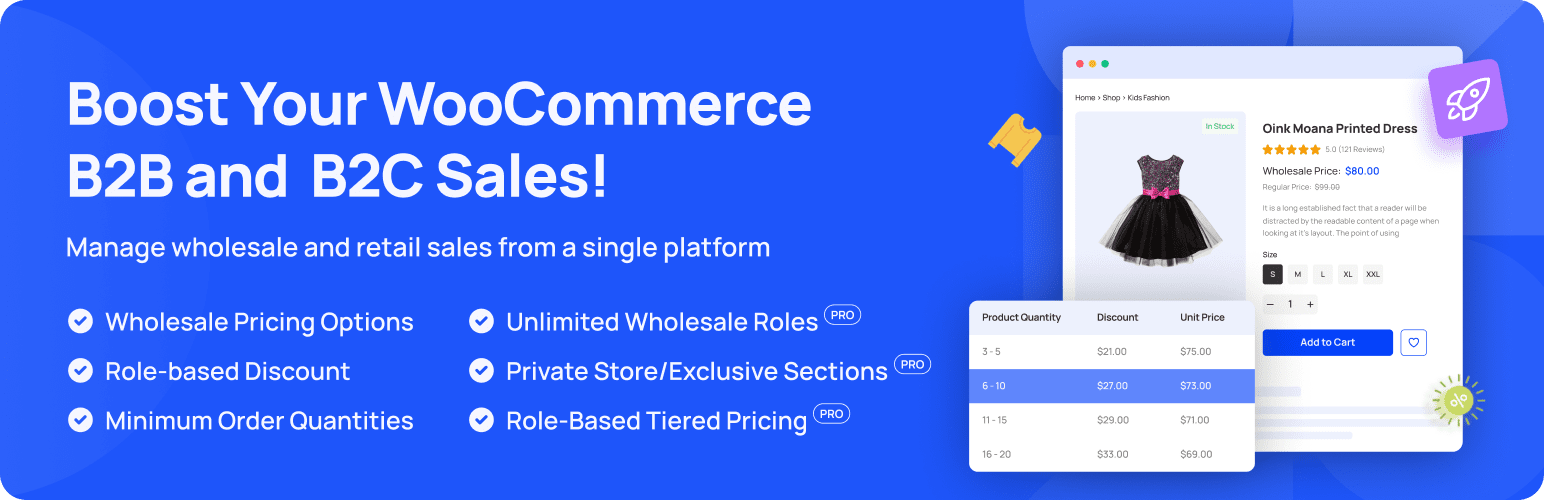 Boost Your WooCommerce
B2B and B2C Sales!
Manage wholesale and retail sales from a single platform
Wholesale Pricing Options
Role-based Discount
Minimum Order Quantities
Unlimited Wholesale Roles PRO
Private Store/Exclusive Sections PRO
Role-Based Tiered Pricing PRO
Home › Shop › Kids Fashion
In Stock
Oink Moana Printed Dress
5.0 (121 Reviews)
Wholesale Price: $80.00
Regular Price: $99.00
It is a long established fact that a reader will be
distracted by the readable content of a page when
looking at it's layout. The point of using
Size
S M L XL XXL
– 1 +
Add to Cart
Product Quantity Discount Unit Price
3 - 5 $21.00 $75.00
6 - 10 $27.00 $73.00
11 - 15 $29.00 $71.00
16 - 20 $33.00 $69.00
%